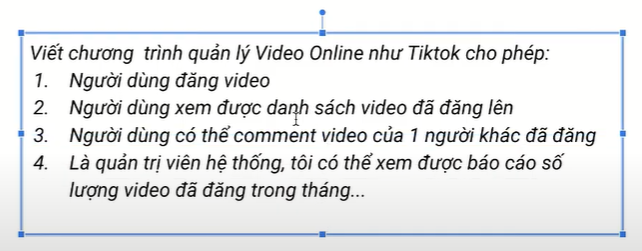 Viết chương trình quản lý Video Online như Tiktok cho phép:
1. Người dùng đăng video
2. Người dùng xem được danh sách video đã đăng lên
3. Người dùng có thể comment video của 1 người khác đã đăng
4. Là quản trị viên hệ thống, tôi có thể xem được báo cáo số
lượng video đã đăng trong tháng...